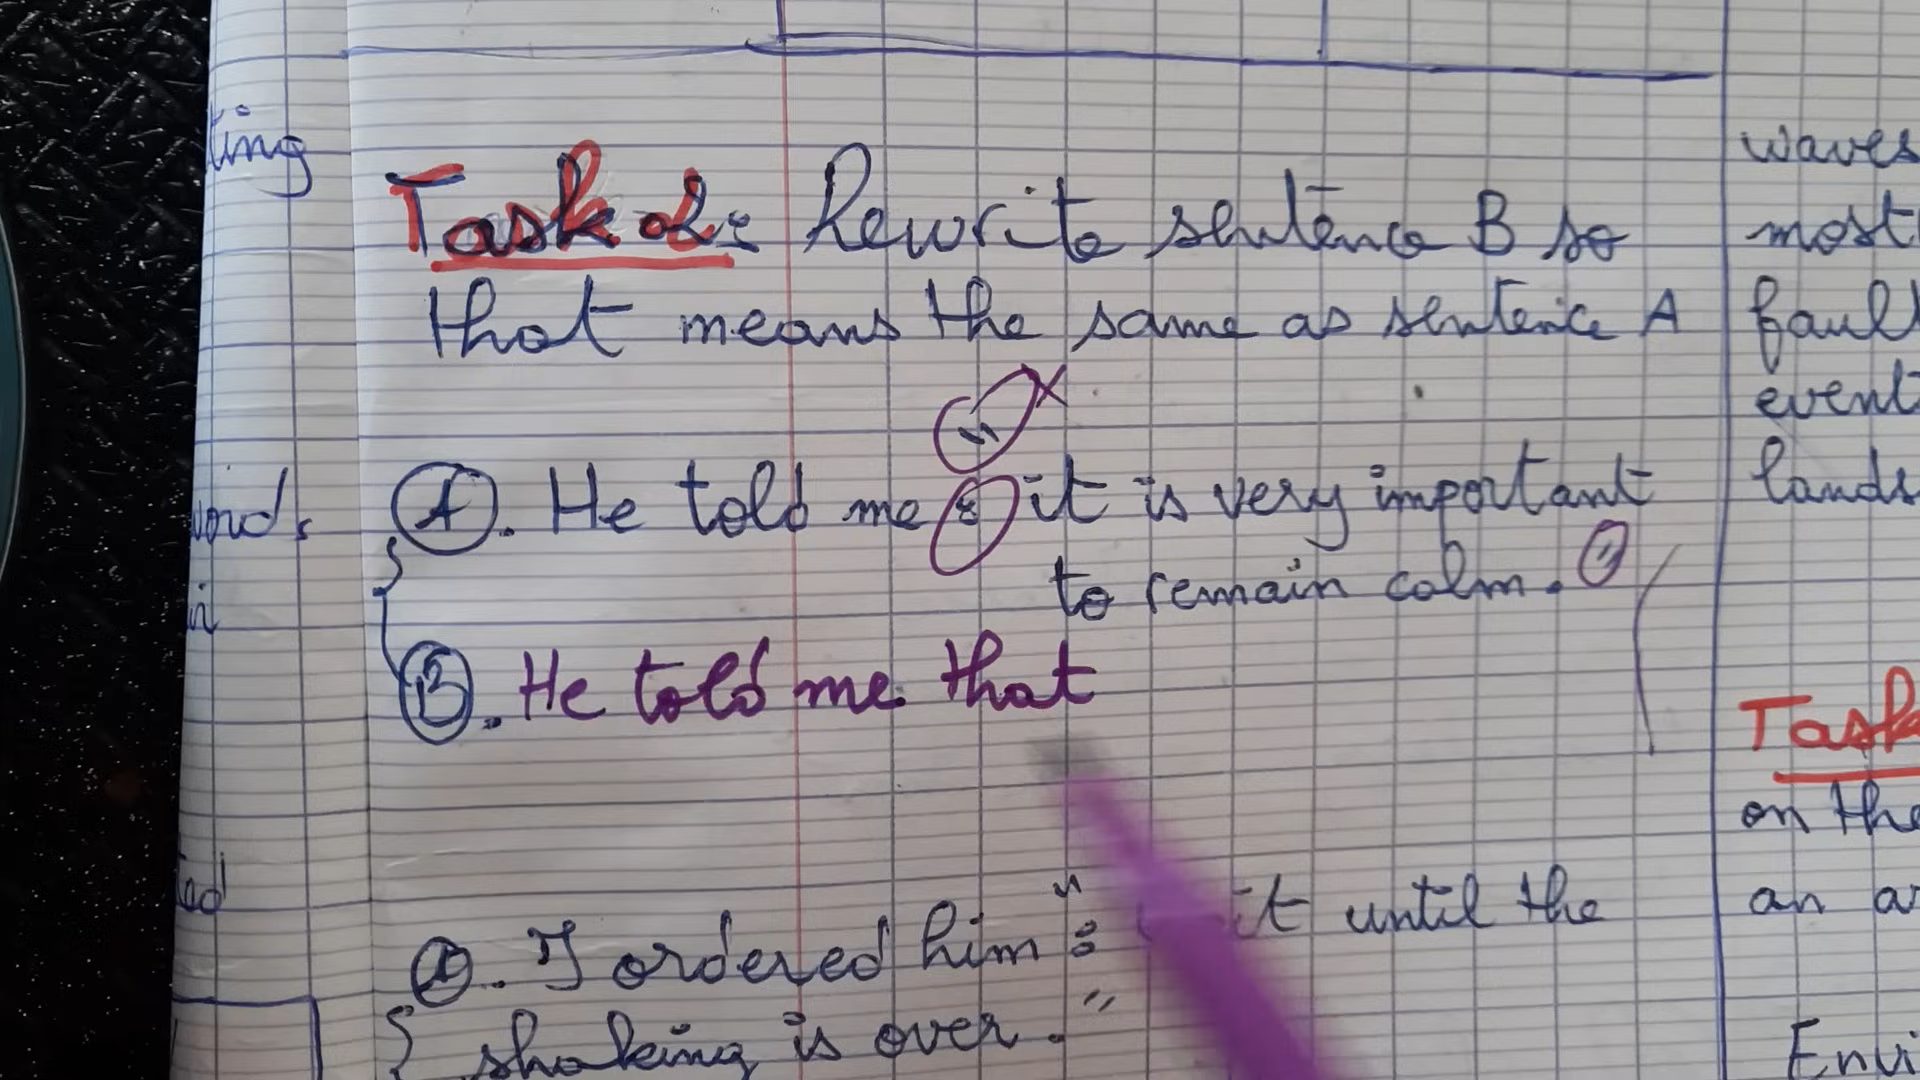 ting
Task 2: Rewrite sentence B so
that means the same as sentence A
A. He told me : " it is very important
to remain calm. "
B. He told me that
A. I ordered him : " it until the
shaking is over. "
words
waves
most
faul
event
lands
Task
on the
an a
Envi